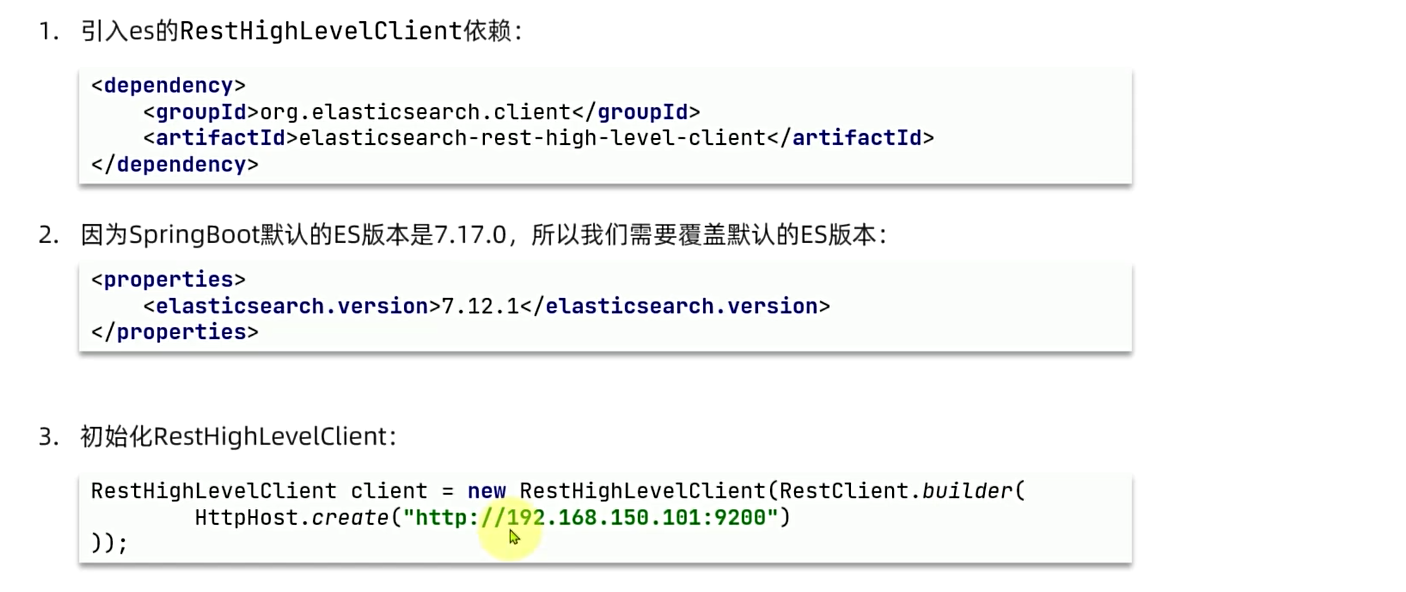 1. 引入es的RestHighLevelClient依赖：
<dependency>
    <groupId>org.elasticsearch.client</groupId>
    <artifactId>elasticsearch-rest-high-level-client</artifactId>
</dependency>
2. 因为SpringBoot默认的ES版本是7.17.0，所以我们需要覆盖默认的ES版本：
<properties>
    <elasticsearch.version>7.12.1</elasticsearch.version>
</properties>
3. 初始化RestHighLevelClient：
RestHighLevelClient client = new RestHighLevelClient(RestClient.builder(
        HttpHost.create("http://192.168.150.101:9200")
));